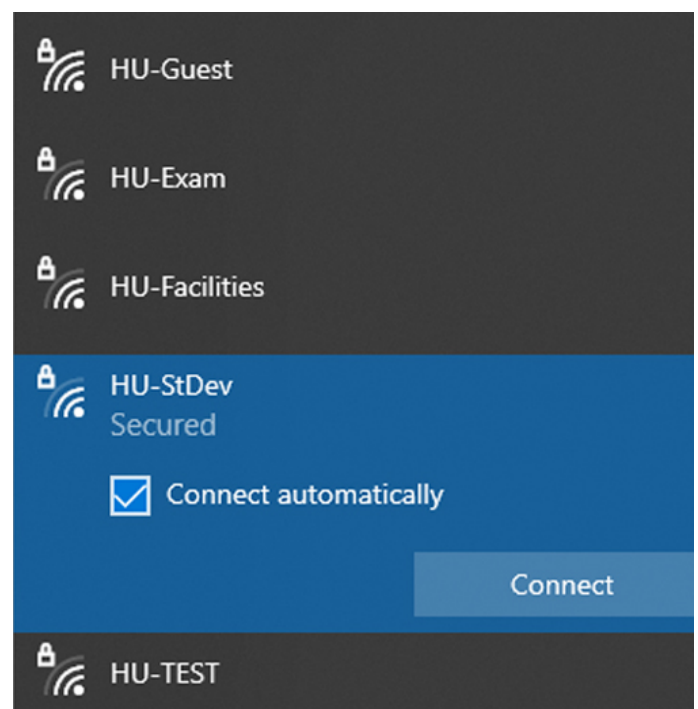 HU-Guest
HU-Exam
HU-Facilities
HU-StDev
Secured
Connect automatically
Connect
HU-TEST